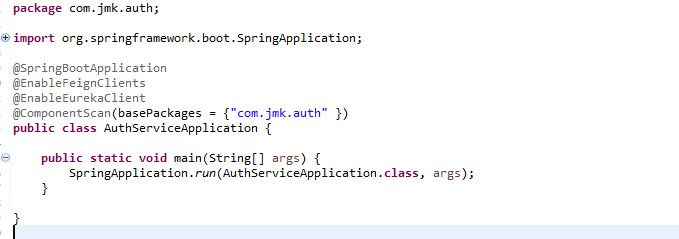 package com.jmk.auth;
import org.springframework.boot.SpringApplication;
@SpringBootApplication
@EnableFeignClients
@EnableEurekaClient
@ComponentScan(basePackages = {"com.jmk.auth" })
public class AuthServiceApplication {
public static void main(String[] args) {
SpringApplication.run(AuthServiceApplication.class, args);
}
}